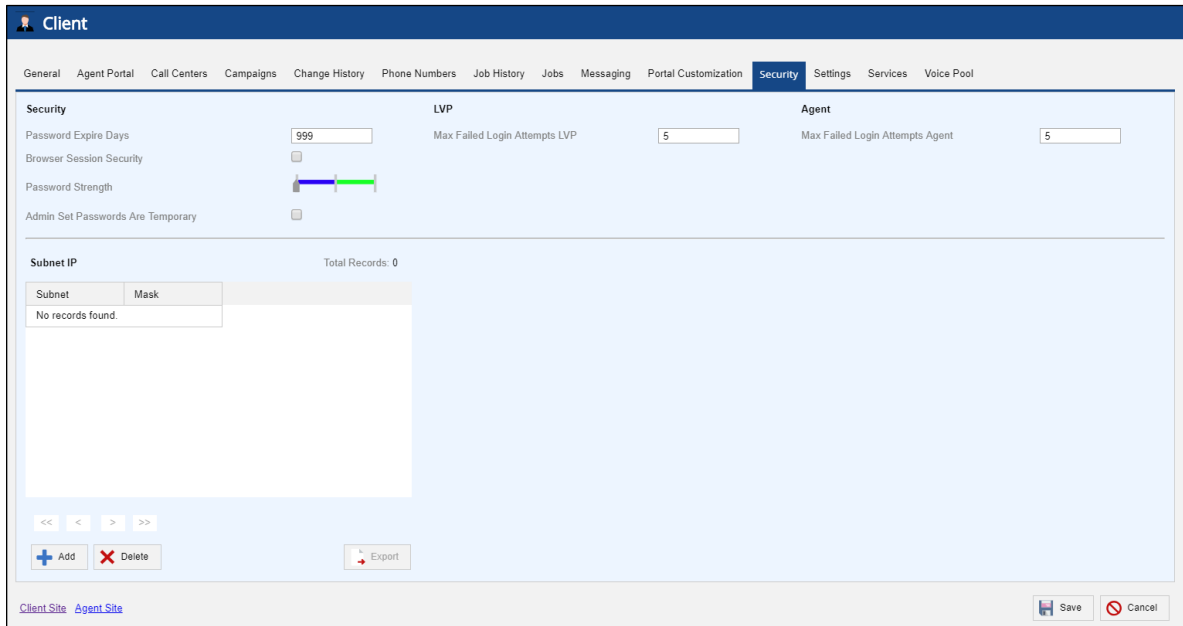 Client
General Agent Portal Call Centers Campaigns Change History Phone Numbers Job History Jobs Messaging Portal Customization Security Settings Services Voice Pool
Security LVP Agent
Password Expire Days 999 Max Failed Login Attempts LVP 5 Max Failed Login Attempts Agent 5
Browser Session Security
Password Strength
Admin Set Passwords Are Temporary
Subnet IP Total Records: 0
Subnet Mask
No records found.
<< < > >>
Add Delete Export
Client Site Agent Site Save Cancel